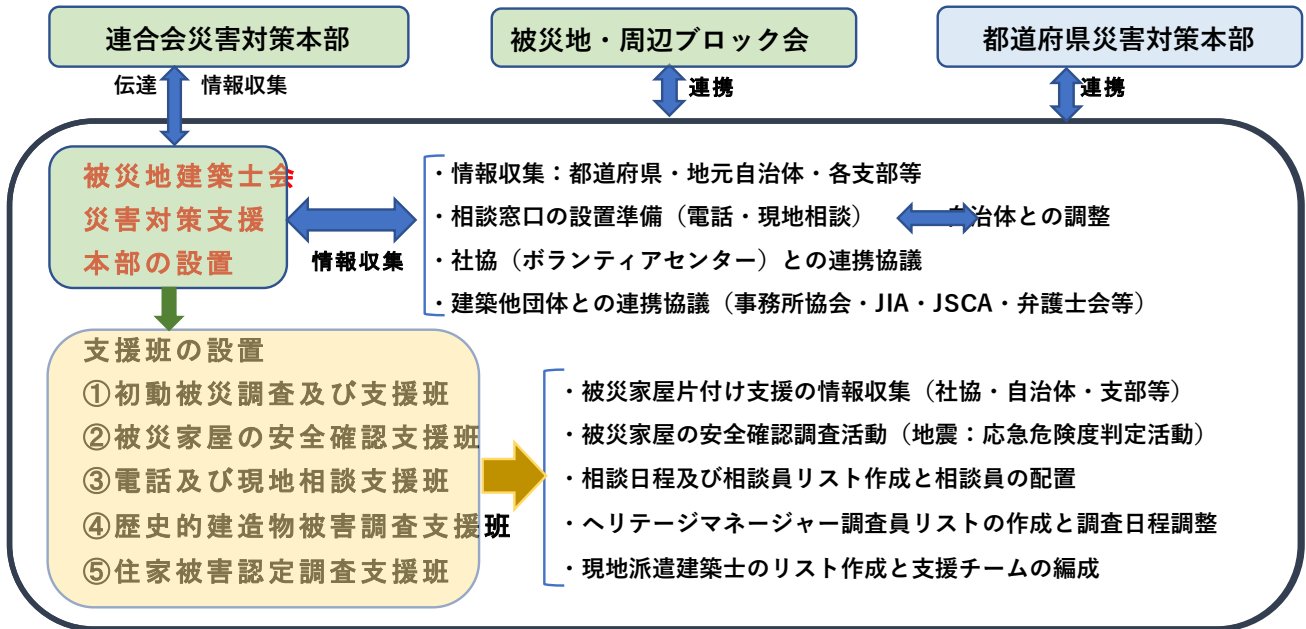 連合会災害対策本部
被災地・周辺ブロック会
都道府県災害対策本部
伝達 情報収集
連携
連携
被災地建築士会
災害対策支援
本部の設置
情報収集
・情報収集：都道府県・地元自治体・各支部等
・相談窓口の設置準備（電話・現地相談）
自治体との調整
・社協（ボランティアセンター）との連携協議
・建築他団体との連携協議（事務所協会・JIA・JSCA・弁護士会等）
支援班の設置
①初動被災調査及び支援班
②被災家屋の安全確認支援班
③電話及び現地相談支援班
④歴史的建造物被害調査支援班
⑤住家被害認定調査支援班
・被災家屋片付け支援の情報収集（社協・自治体・支部等）
・被災家屋の安全確認調査活動（地震：応急危険度判定活動）
・相談日程及び相談員リスト作成と相談員の配置
・ヘリテージマネージャー調査員リストの作成と調査日程調整
・現地派遣建築士のリスト作成と支援チームの編成